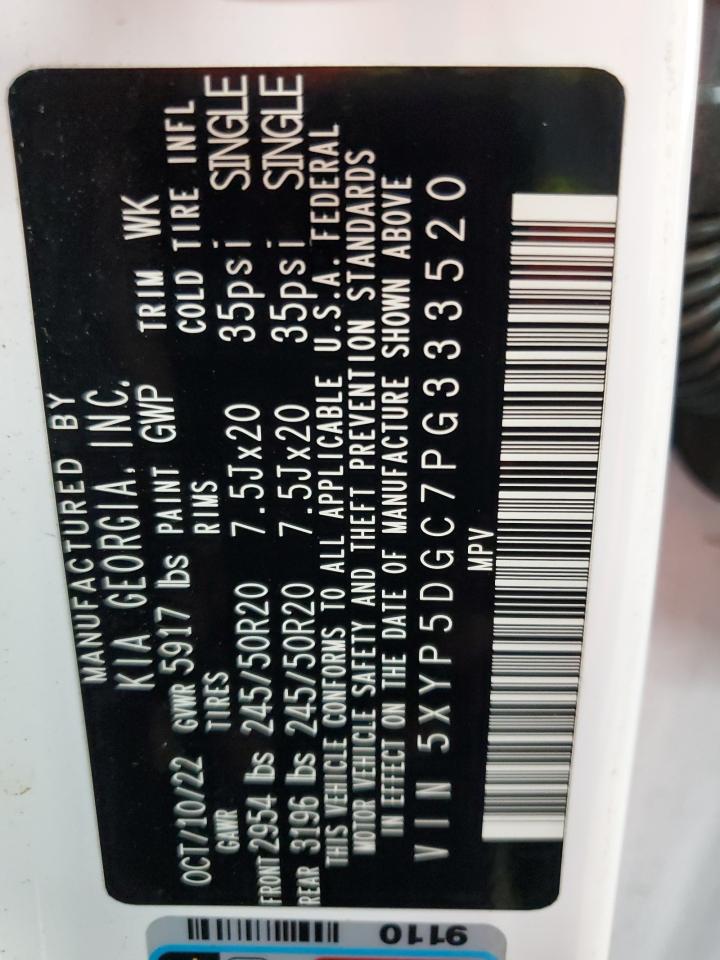 MANUFACTURED BY
KIA GEORGIA, INC.
OCT/10/22 GVWR 5917 lbs PAINT GWP TRIM WK
GAWR TIRES RIMS COLD TIRE INFL
FRONT 2954 lbs 245/50R20 7.5Jx20 35psi SINGLE
REAR 3196 lbs 245/50R20 7.5Jx20 35psi SINGLE
THIS VEHICLE CONFORMS TO ALL APPLICABLE U.S.A. FEDERAL
MOTOR VEHICLE SAFETY AND THEFT PREVENTION STANDARDS
IN EFFECT ON THE DATE OF MANUFACTURE SHOWN ABOVE
VIN 5XYP5DGC7PG333520
MPV
9110